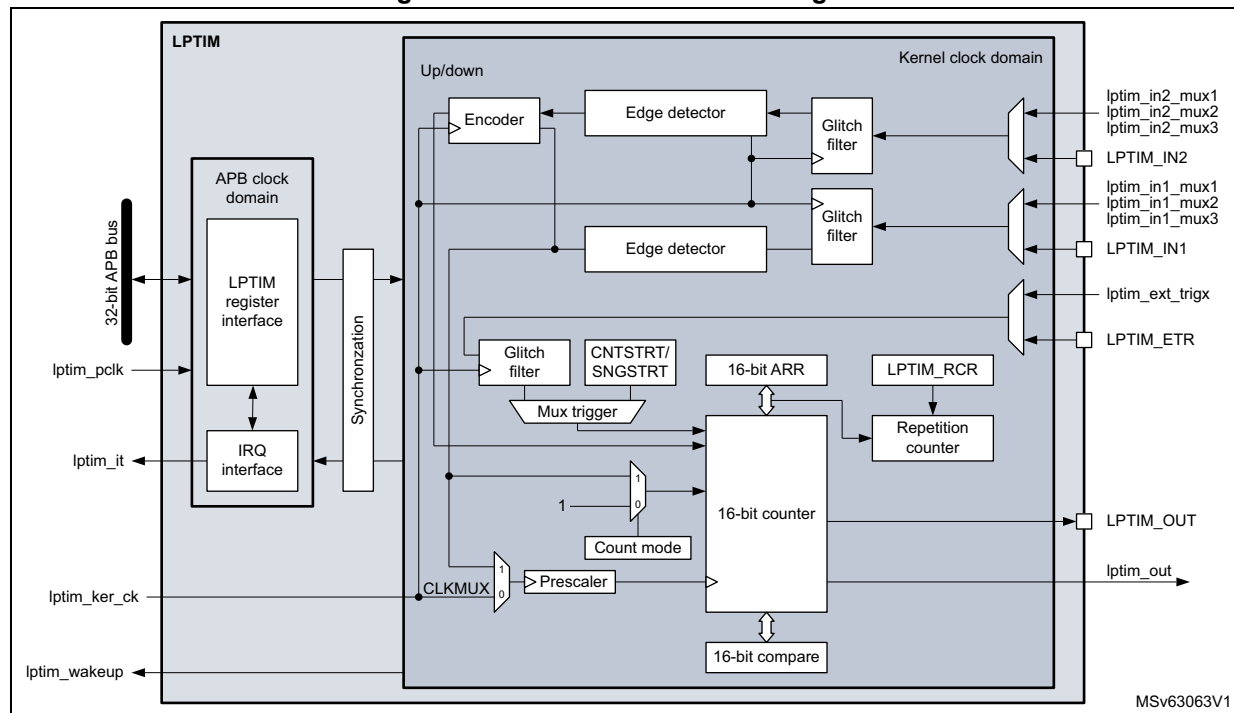 LPTIM
Kernel clock domain
Up/down
Encoder
Edge detector
Glitch
filter
lptim_in2_mux1
lptim_in2_mux2
lptim_in2_mux3
LPTIM_IN2
APB clock
domain
32-bit APB bus
LPTIM
register
interface
Synchronzation
Edge detector
Glitch
filter
lptim_in1_mux1
lptim_in1_mux2
lptim_in1_mux3
LPTIM_IN1
lptim_ext_trigx
LPTIM_ETR
lptim_pclk
Glitch
filter
CNTSTRT/
SNGSTRT
Mux trigger
16-bit ARR
LPTIM_RCR
Repetition
counter
lptim_it
IRQ
interface
1
1
0
Count mode
16-bit counter
LPTIM_OUT
lptim_ker_ck
CLKMUX
1
0
Prescaler
lptim_out
16-bit compare
lptim_wakeup
MSv63063V1